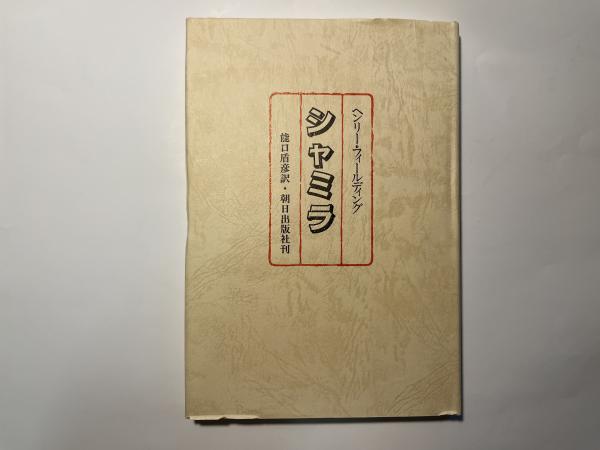 ヘンリー・フィールディング
シャミラ
能口盾彦訳・朝日出版社刊